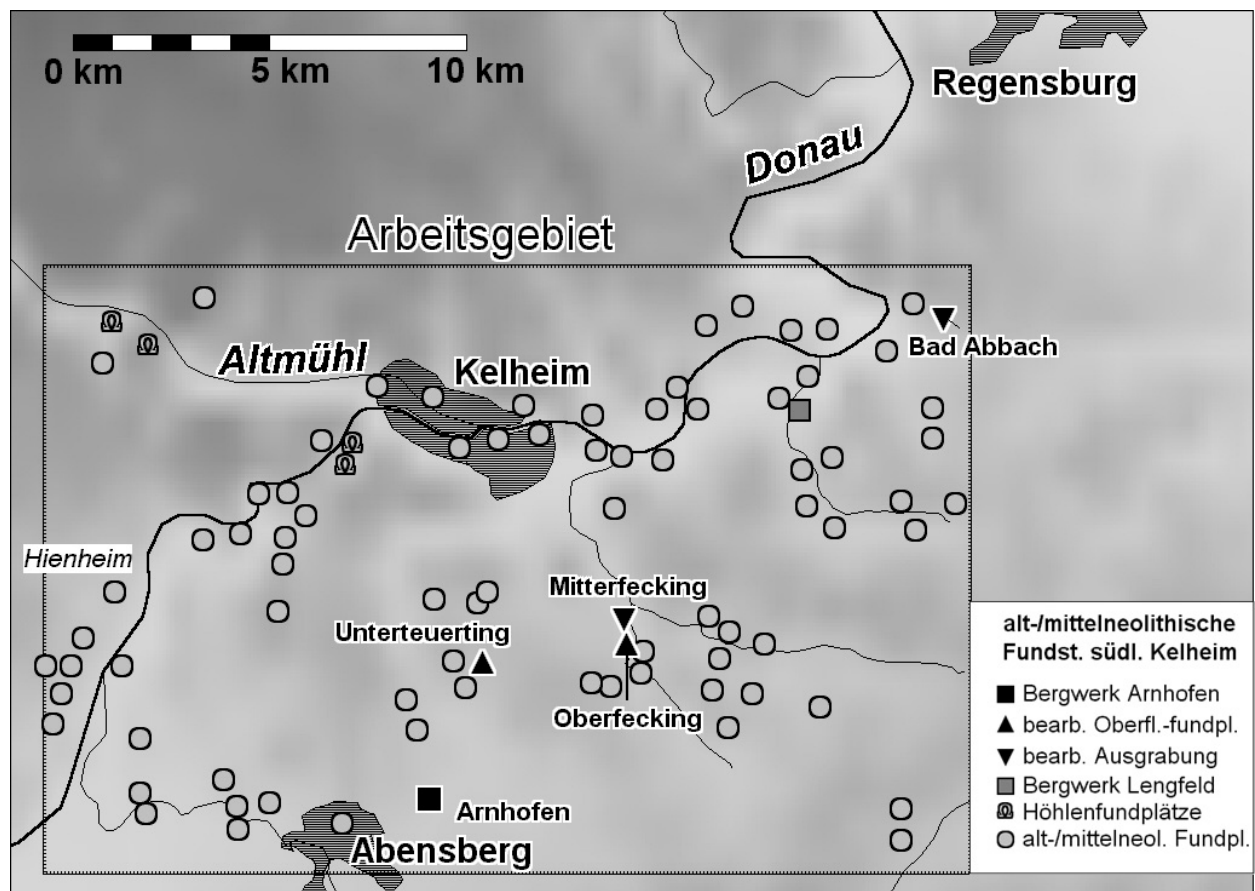 0 km 5 km 10 km
Regensburg
Donau
Arbeitsgebiet
Altmühl
Kelheim
Bad Abbach
Hienheim
Mitterfecking
Unterteuerting
Oberfecking
Arnhofen
Abensberg
alt-/mittelneolithische
Fundst. südl. Kelheim
Bergwerk Arnhofen
bearb. Oberfl.-fundpl.
bearb. Ausgrabung
Bergwerk Lengfeld
Höhlenfundplätze
alt-/mittelneol. Fundpl.